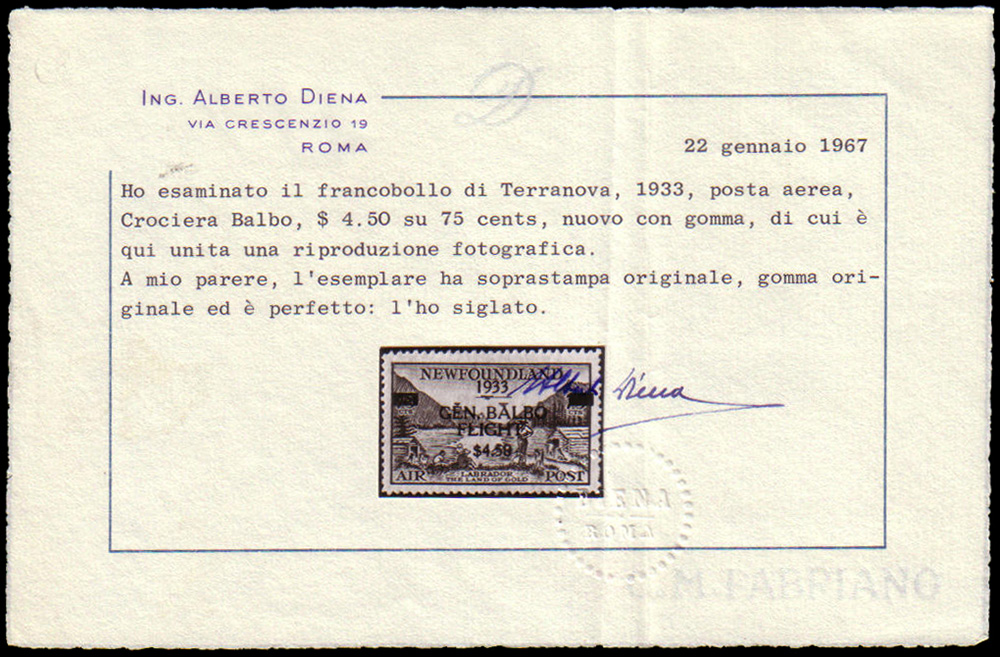 ING. ALBERTO DIENA
VIA CRESCENZIO 19
ROMA
22 gennaio 1967
Ho esaminato il francobollo di Terranova, 1933, posta aerea,
Crociera Balbo, $ 4.50 su 75 cents, nuovo con gomma, di cui è
qui unita una riproduzione fotografica.
A mio parere, l'esemplare ha soprastampa originale, gomma ori-
ginale ed è perfetto: l'ho siglato.
NEWFOUNDLAND
1933
Alberto Diena
GEN. BALBO
FLIGHT
$4.50
AIR LABRADOR POST
THE LAND OF GOLD
DIENA
ROMA
C.M.FABRIANO